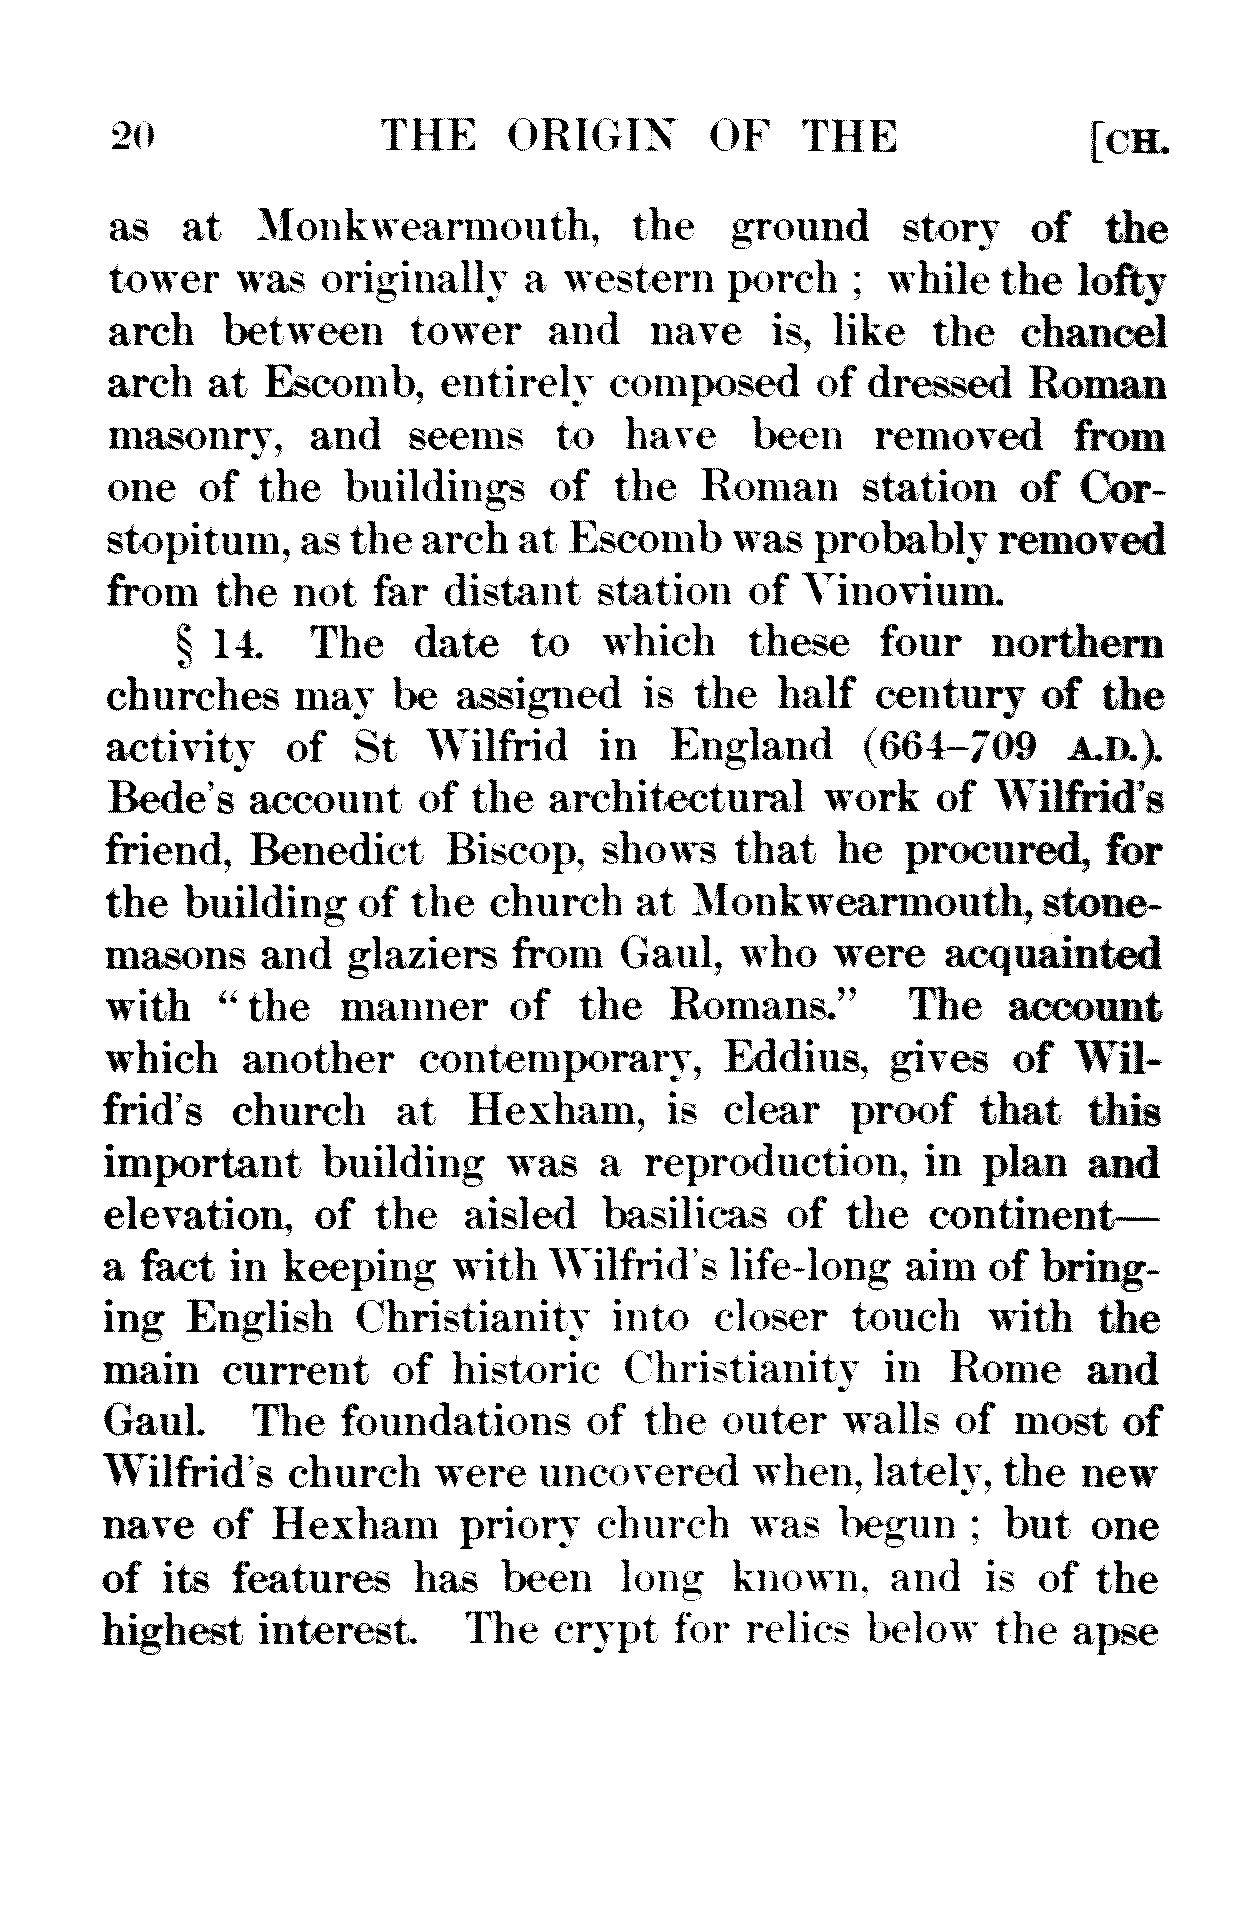 20 THE ORIGIN OF THE [CH.
as at Monkwearmouth, the ground story of the
tower was originally a western porch ; while the lofty
arch between tower and nave is, like the chancel
arch at Escomb, entirely composed of dressed Roman
masonry, and seems to have been removed from
one of the buildings of the Roman station of Cor-
stopitum, as the arch at Escomb was probably removed
from the not far distant station of Vinovium.
§ 14. The date to which these four northern
churches may be assigned is the half century of the
activity of St Wilfrid in England (664–709 A.D.).
Bede's account of the architectural work of Wilfrid's
friend, Benedict Biscop, shows that he procured, for
the building of the church at Monkwearmouth, stone-
masons and glaziers from Gaul, who were acquainted
with “the manner of the Romans.” The account
which another contemporary, Eddius, gives of Wil-
frid's church at Hexham, is clear proof that this
important building was a reproduction, in plan and
elevation, of the aisled basilicas of the continent—
a fact in keeping with Wilfrid's life-long aim of bring-
ing English Christianity into closer touch with the
main current of historic Christianity in Rome and
Gaul. The foundations of the outer walls of most of
Wilfrid's church were uncovered when, lately, the new
nave of Hexham priory church was begun ; but one
of its features has been long known, and is of the
highest interest. The crypt for relics below the apse